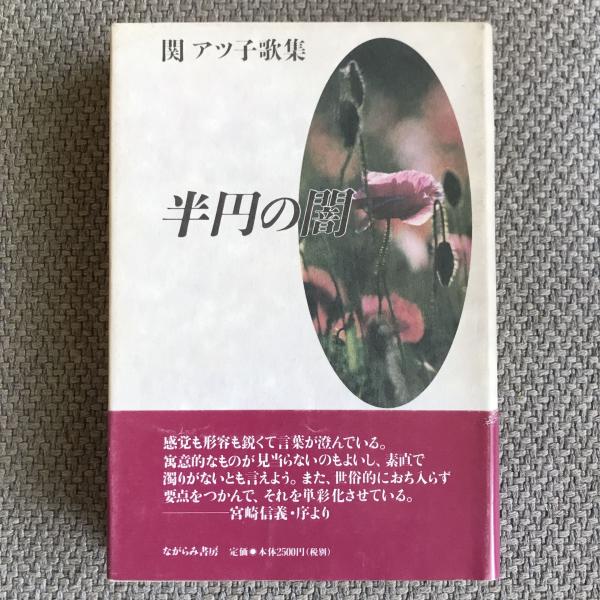 関 アツ子歌集
半円の闇
感覚も形容も鋭くて言葉が澄んでいる。
寓意的なものが見当らないのもよいし、素直で
濁りがないとも言えよう。また、世俗的におち入らず
要点をつかんで、それを単彩化させている。
———宮崎信義・序より
ながらみ書房 定価●本体2500円(税別)